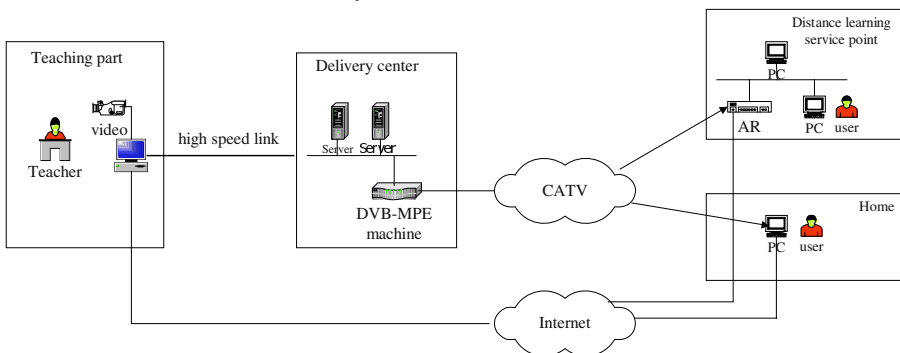 Teaching part
video
Teacher
high speed link
Delivery center
Server Server
DVB-MPE
machine
CATV
Internet
Distance learning
service point
PC
AR
PC
user
Home
PC
user